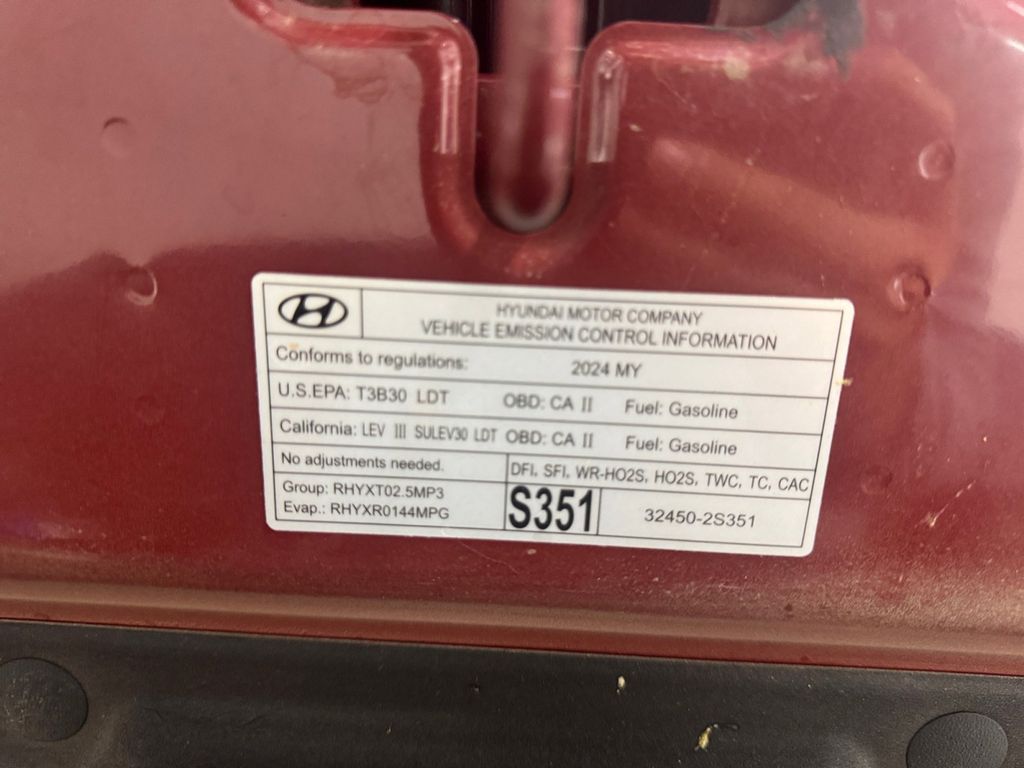 HYUNDAI MOTOR COMPANY
VEHICLE EMISSION CONTROL INFORMATION
Conforms to regulations: 2024 MY
U.S.EPA: T3B30 LDT OBD: CA II Fuel: Gasoline
California: LEV III SULEV30 LDT OBD: CA II Fuel: Gasoline
No adjustments needed. DFI, SFI, WR-HO2S, HO2S, TWC, TC, CAC
Group: RHYXT02.5MP3
Evap.: RHYXR0144MPG
S351 32450-2S351